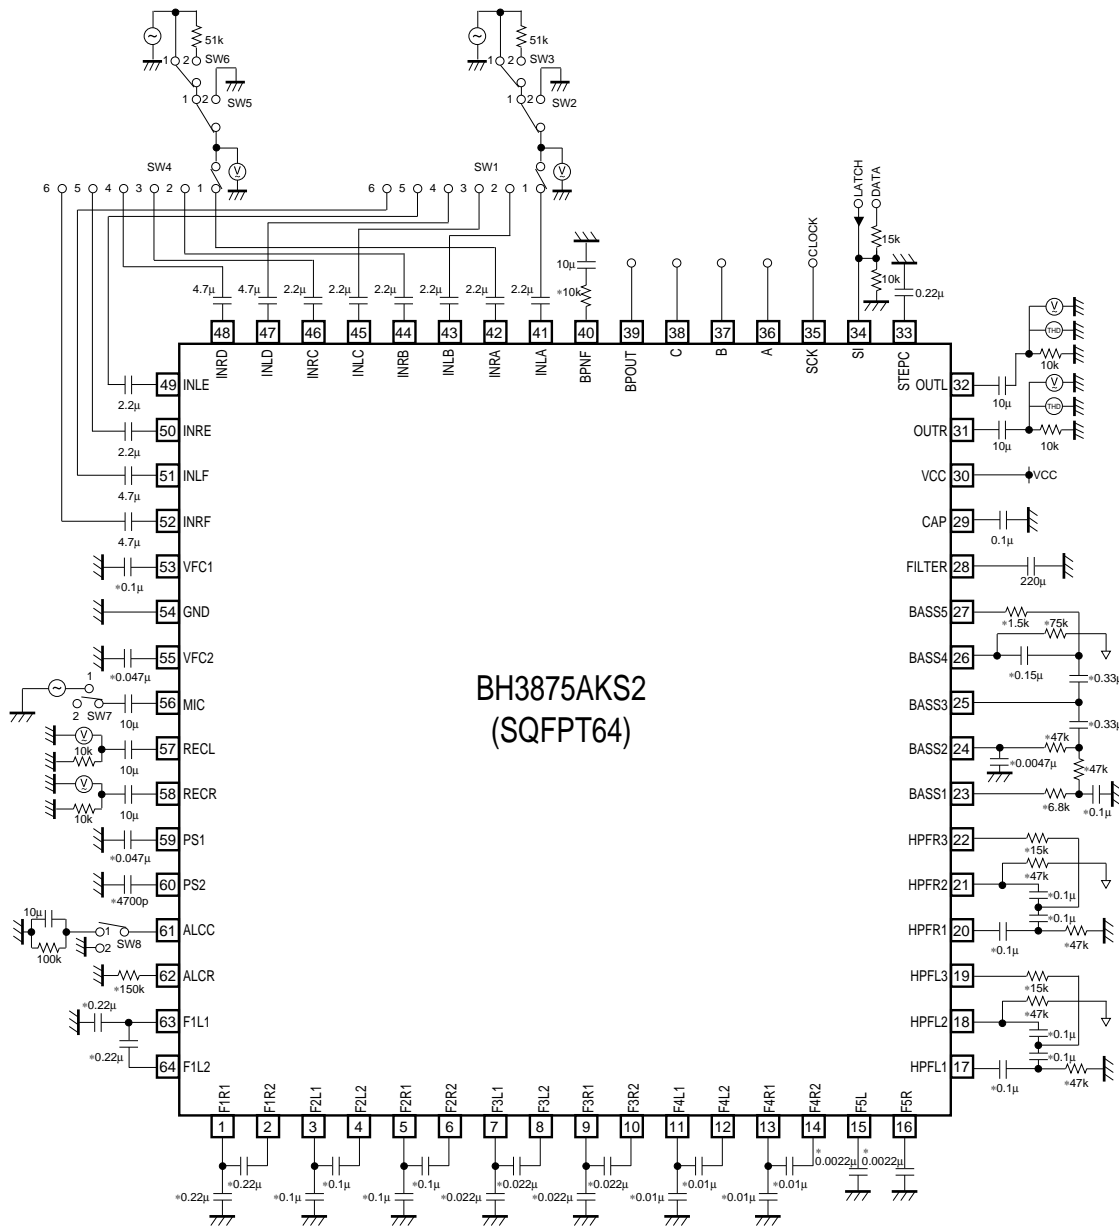 51k 51k
1 2 SW6 1 2 SW3
1 2 SW5 1 2 SW2
V V
SW4 SW1
6 5 4 3 2 1 6 5 4 3 2 1
LATCH DATA
CLOCK
15k
10k
10μ
*10k
0.22μ
4.7μ 4.7μ 2.2μ 2.2μ 2.2μ 2.2μ 2.2μ 2.2μ
48 47 46 45 44 43 42 41 40 39 38 37 36 35 34 33
INRD INLD INRC INLC INRB INLB INRA INLA BPNF BPOUT C B A SCK SI STEPC
49 INLE
2.2μ
50 INRE
2.2μ
51 INLF
4.7μ
52 INRF
4.7μ
53 VFC1
*0.1μ
54 GND
55 VFC2
*0.047μ
1
2 SW7
56 MIC
10μ
V
10k
57 RECL
10μ
V
10k
58 RECR
10μ
59 PS1
*0.047μ
60 PS2
*4700p
10μ
100k
1
2
SW8
61 ALCC
62 ALCR
*150k
*0.22μ
63 F1L1
*0.22μ
64 F1L2
BH3875AKS2
(SQFPT64)
V
THD
10k
OUTL 32
10μ
V
THD
10k
OUTR 31
10μ
VCC 30 VCC
CAP 29
0.1μ
FILTER 28
220μ
BASS5 27
*1.5k
*75k
BASS4 26
*0.15μ
*0.33μ
BASS3 25
*0.33μ
BASS2 24
*47k
*0.0047μ
*47k
BASS1 23
*6.8k
*0.1μ
HPFR3 22
*15k
*47k
HPFR2 21
*0.1μ
*0.1μ
HPFR1 20
*0.1μ
*47k
HPFL3 19
*15k
*47k
HPFL2 18
*0.1μ
*0.1μ
HPFL1 17
*0.1μ
*47k
F1R1 F1R2 F2L1 F2L2 F2R1 F2R2 F3L1 F3L2 F3R1 F3R2 F4L1 F4L2 F4R1 F4R2 F5L F5R
1 2 3 4 5 6 7 8 9 10 11 12 13 14 15 16
*0.22μ *0.1μ *0.1μ *0.022μ *0.022μ *0.01μ *0.01μ *0.0022μ *0.0022μ
*0.22μ *0.1μ *0.1μ *0.022μ *0.022μ *0.01μ *0.01μ